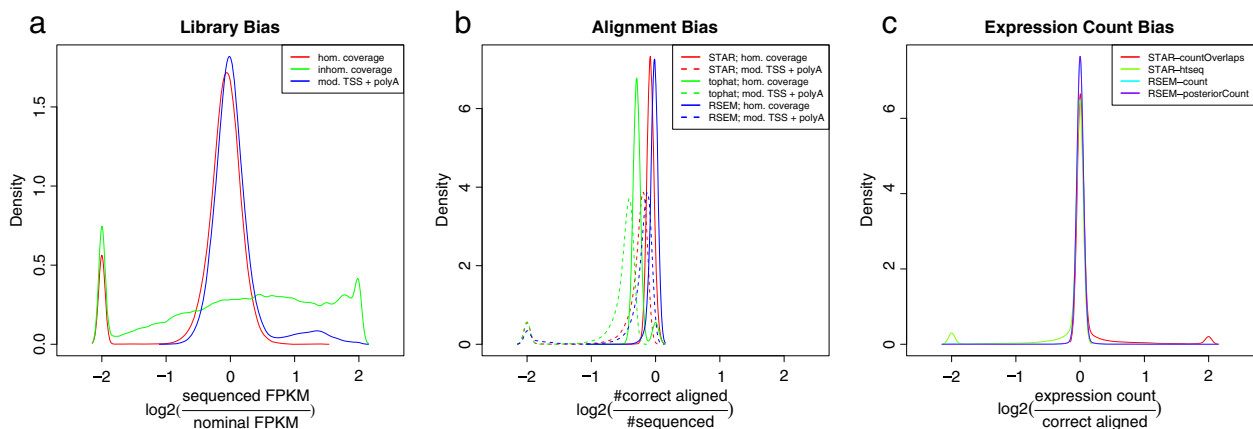 a
Library Bias
hom. coverage
inhom. coverage
mod. TSS + polyA
Density
0.0 0.5 1.0 1.5
−2 −1 0 1 2
log2(sequenced FPKM / nominal FPKM)
b
Alignment Bias
STAR; hom. coverage
STAR; mod. TSS + polyA
tophat; hom. coverage
tophat; mod. TSS + polyA
RSEM; hom. coverage
RSEM; mod. TSS + polyA
Density
0 2 4 6
−2 −1 0 1 2
log2(#correct aligned / #sequenced)
c
Expression Count Bias
STAR−countOverlaps
STAR−htseq
RSEM−count
RSEM−posteriorCount
Density
0 2 4 6
−2 −1 0 1 2
log2(expression count / correct aligned)